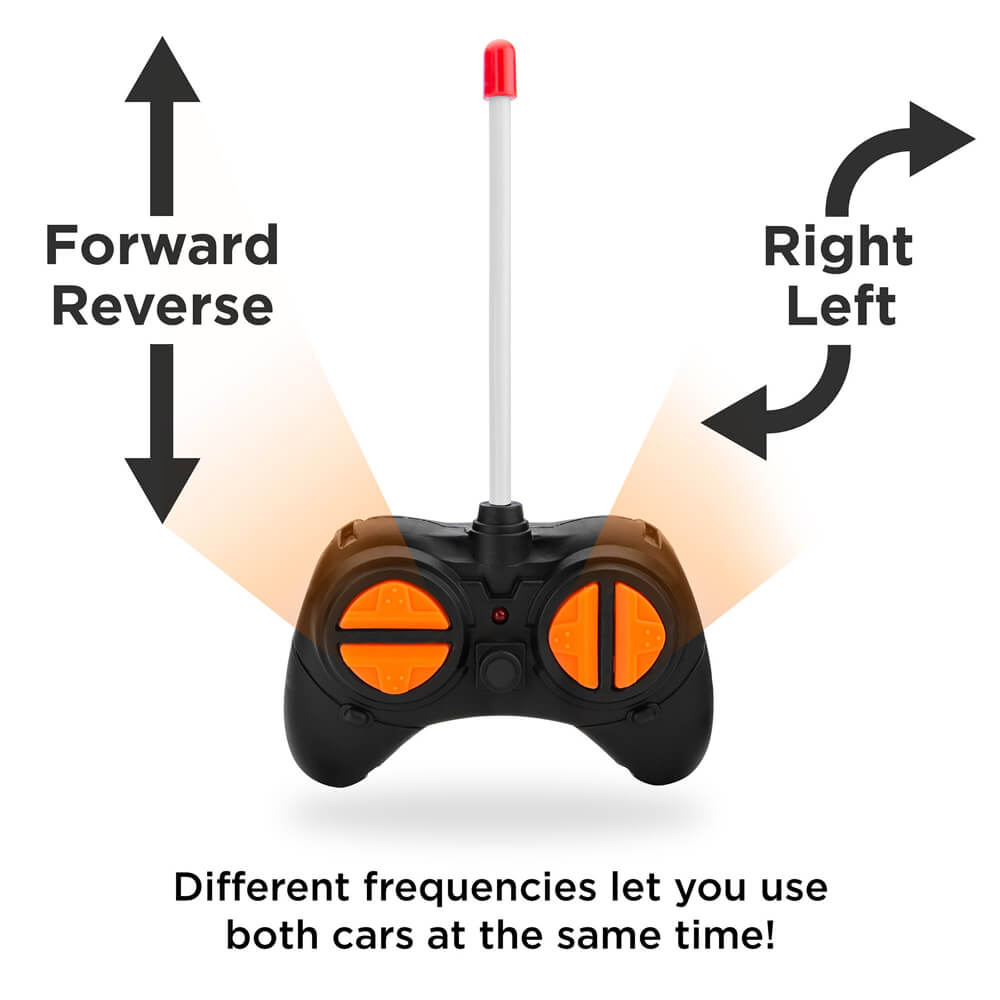 Forward
Reverse
Right
Left
Different frequencies let you use
both cars at the same time!